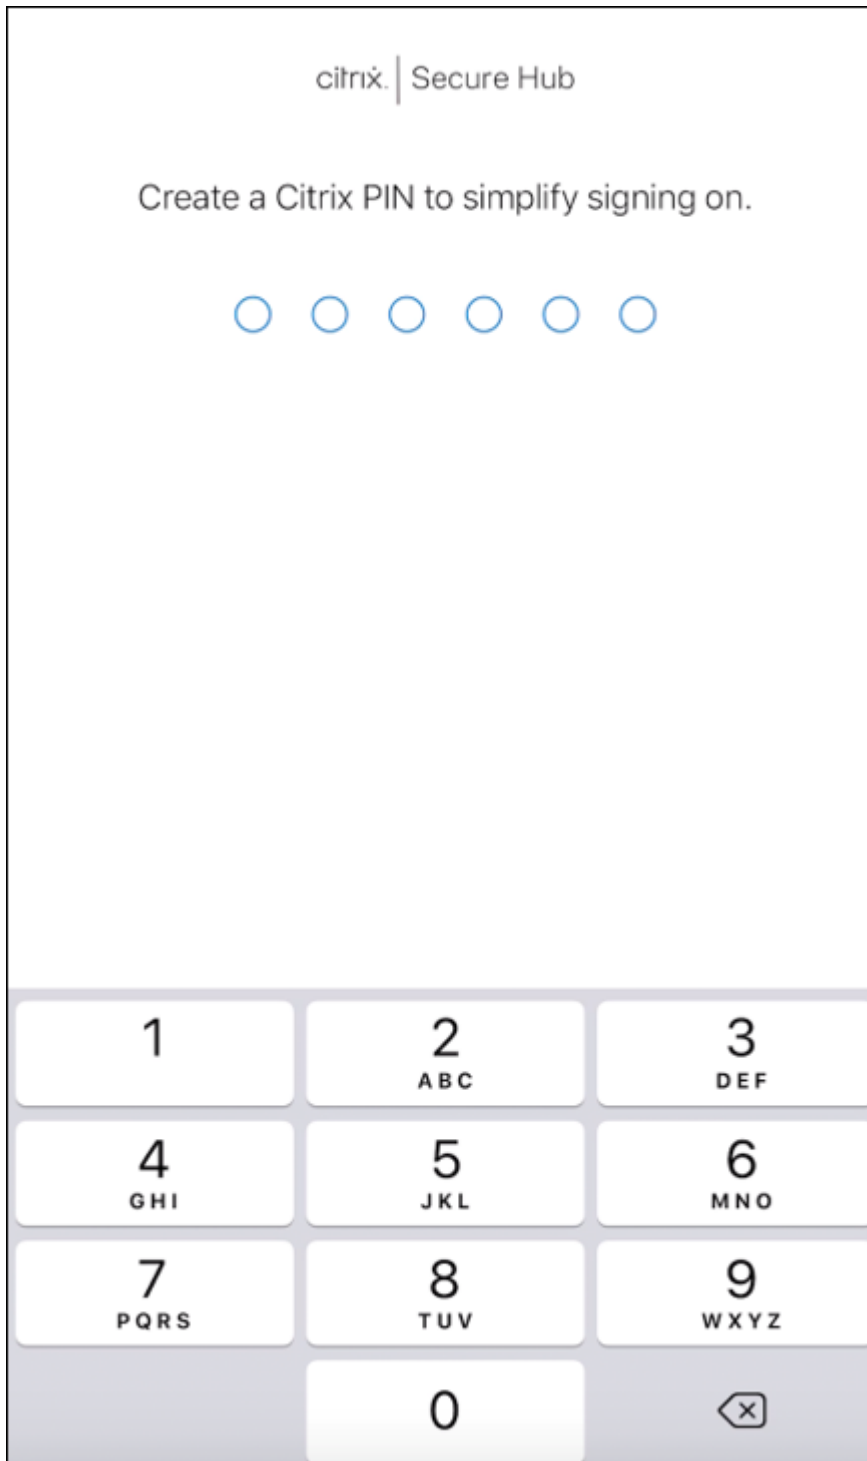 citrix. | Secure Hub
Create a Citrix PIN to simplify signing on.
1 2 3
ABC DEF
4 5 6
GHI JKL MNO
7 8 9
PQRS TUV WXYZ
0